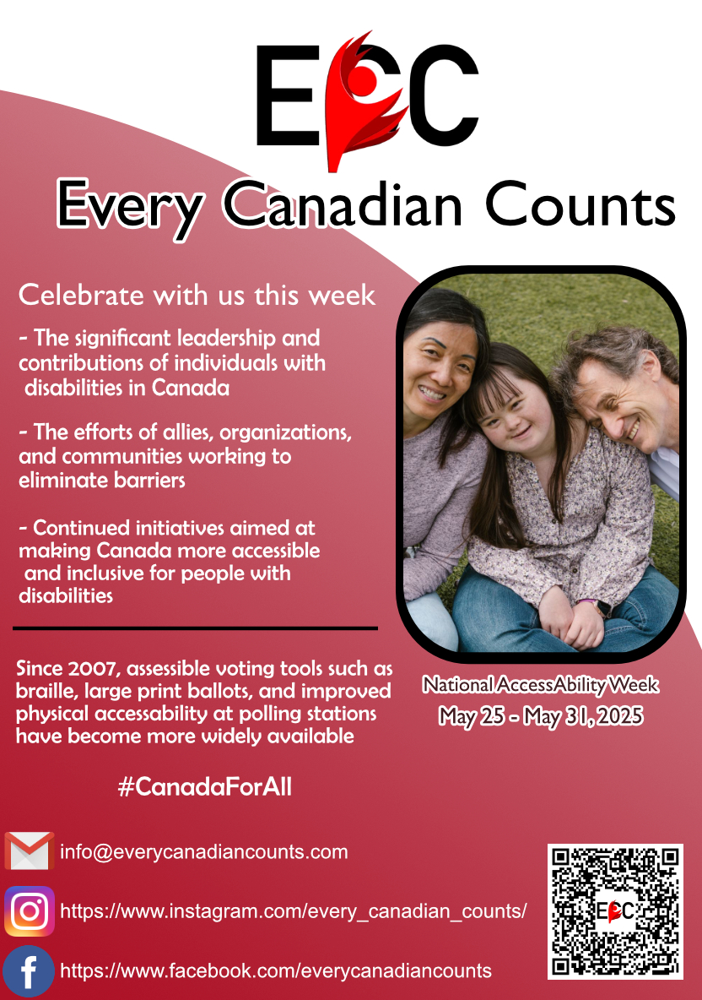 ECC
Every Canadian Counts
Celebrate with us this week
- The significant leadership and
contributions of individuals with
disabilities in Canada
- The efforts of allies, organizations,
and communities working to
eliminate barriers
- Continued initiatives aimed at
making Canada more accessible
and inclusive for people with
disabilities
Since 2007, assessible voting tools such as
braille, large print ballots, and improved
physical accessability at polling stations
have become more widely available
#CanadaForAll
National AccessAbility Week
May 25 - May 31, 2025
info@everycanadiancounts.com
https://www.instagram.com/every_canadian_counts/
https://www.facebook.com/everycanadiancounts
ECC